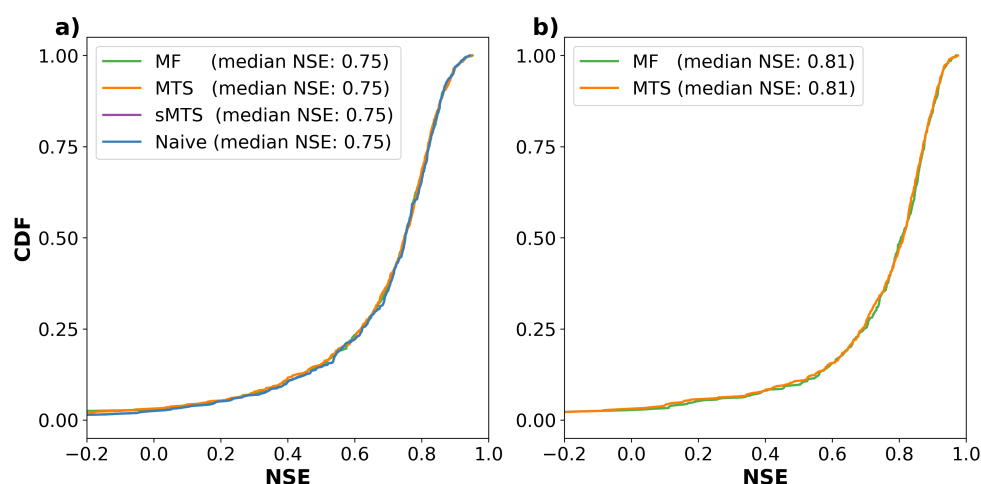 a)
MF (median NSE: 0.75)
MTS (median NSE: 0.75)
sMTS (median NSE: 0.75)
Naive (median NSE: 0.75)
CDF
1.00
0.75
0.50
0.25
0.00
−0.2 0.0 0.2 0.4 0.6 0.8 1.0
NSE
b)
MF (median NSE: 0.81)
MTS (median NSE: 0.81)
1.00
0.75
0.50
0.25
0.00
−0.2 0.0 0.2 0.4 0.6 0.8 1.0
NSE